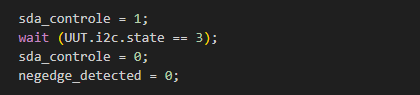 sda_controle = 1;
wait (UUT.i2c.state == 3);
sda_controle = 0;
negedge_detected = 0;